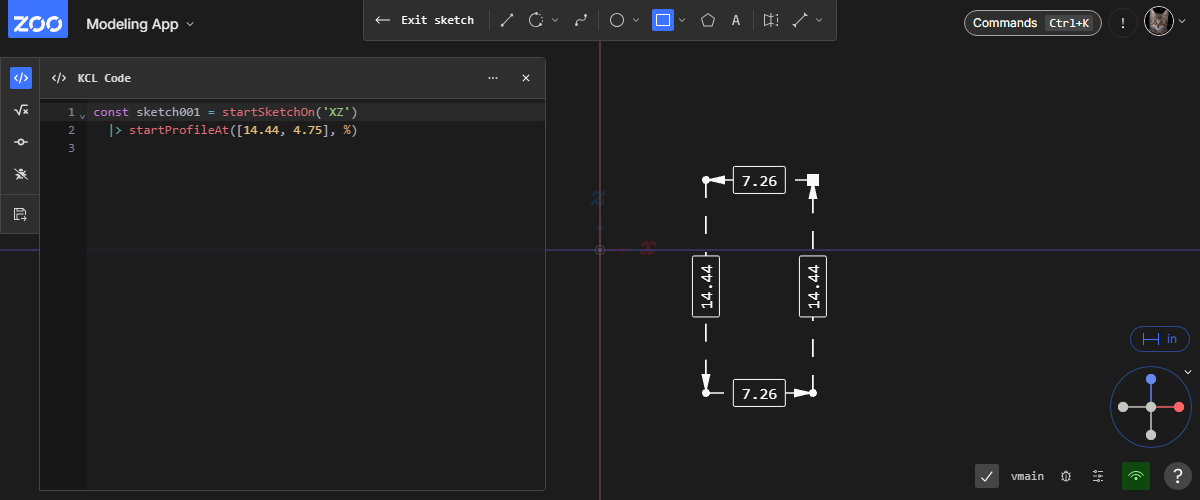 ZOO Modeling App
Exit sketch
A
Commands Ctrl+K
!
KCL Code
1 const sketch001 = startSketchOn('XZ')
2 |> startProfileAt([14.44, 4.75], %)
3
7.26
14.44
14.44
7.26
z
x
in
vmain
?